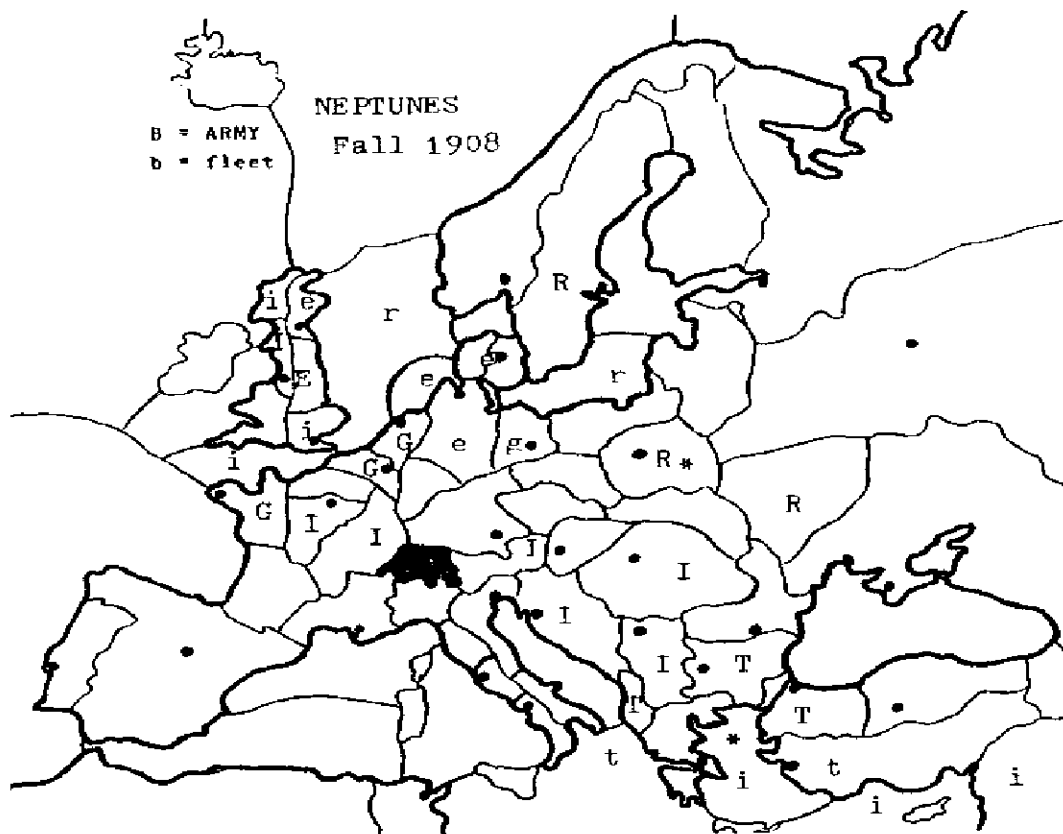 NEPTUNES
B = ARMY
Fall 1908
b = fleet
R
i e
r
E
e
e
r
i
G
e
g
i
G
R *
G
I
I
R
I
I
I
I
T
T
*
t
t
i
i
i